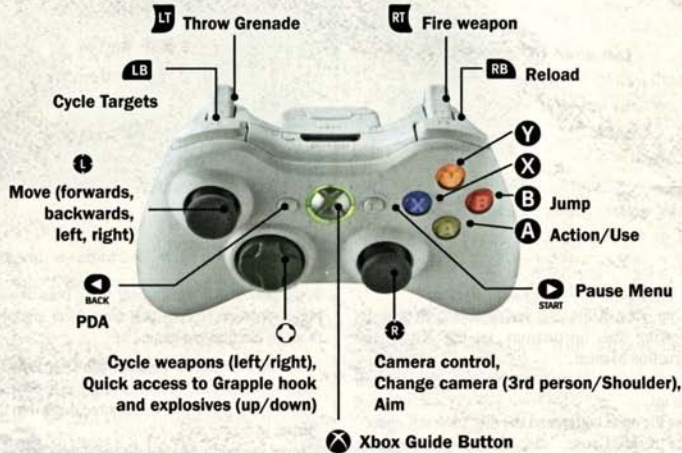 LT Throw Grenade
RT Fire weapon
LB
Cycle Targets
RB Reload
Y
X
B Jump
A Action/Use
L
Move (forwards,
backwards,
left, right)
Y
X
B
A
BACK
PDA
START
Pause Menu
Cycle weapons (left/right),
Quick access to Grapple hook
and explosives (up/down)
R
Camera control,
Change camera (3rd person/Shoulder),
Aim
Xbox Guide Button